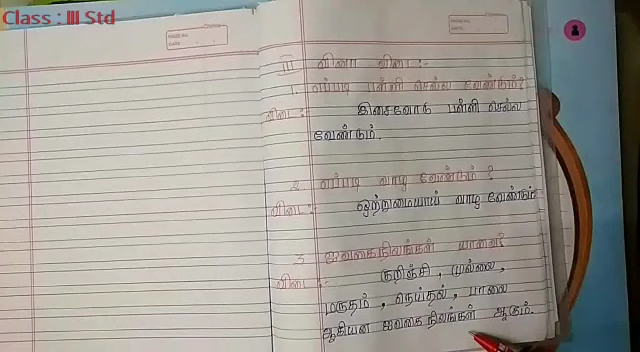 Class : III Std
III வினா விடை :-
1. எப்படி பள்ளி செல்ல வேண்டும்?
விடை : இசைவோடு பள்ளி செல்ல
வேண்டும்.
2. எப்படி வாழ வேண்டும் ?
விடை : ஒற்றுமையாய் வாழ வேண்டும்
3. ஐவகை நிலங்கள் யாவை?
விடை :- குறிஞ்சி , முல்லை ,
மருதம் , நெய்தல் , பாலை
ஆகியன ஐவகை நிலங்கள் ஆகும்.